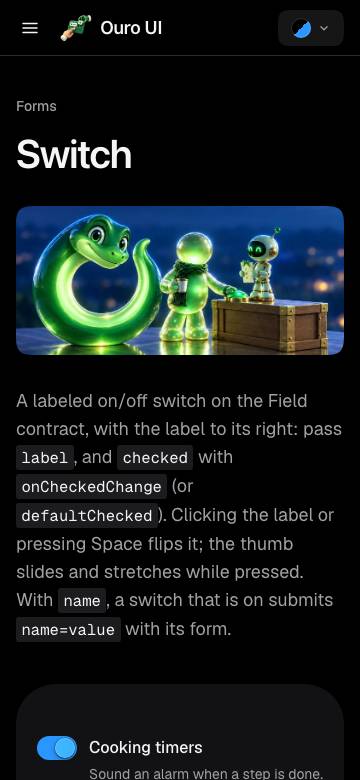 Ouro UI
Forms
Switch
A labeled on/off switch on the Field
contract, with the label to its right: pass
label, and checked with
onCheckedChange (or
defaultChecked). Clicking the label or
pressing Space flips it; the thumb
slides and stretches while pressed.
With name, a switch that is on submits
name=value with its form.
Cooking timers
Sound an alarm when a step is done.